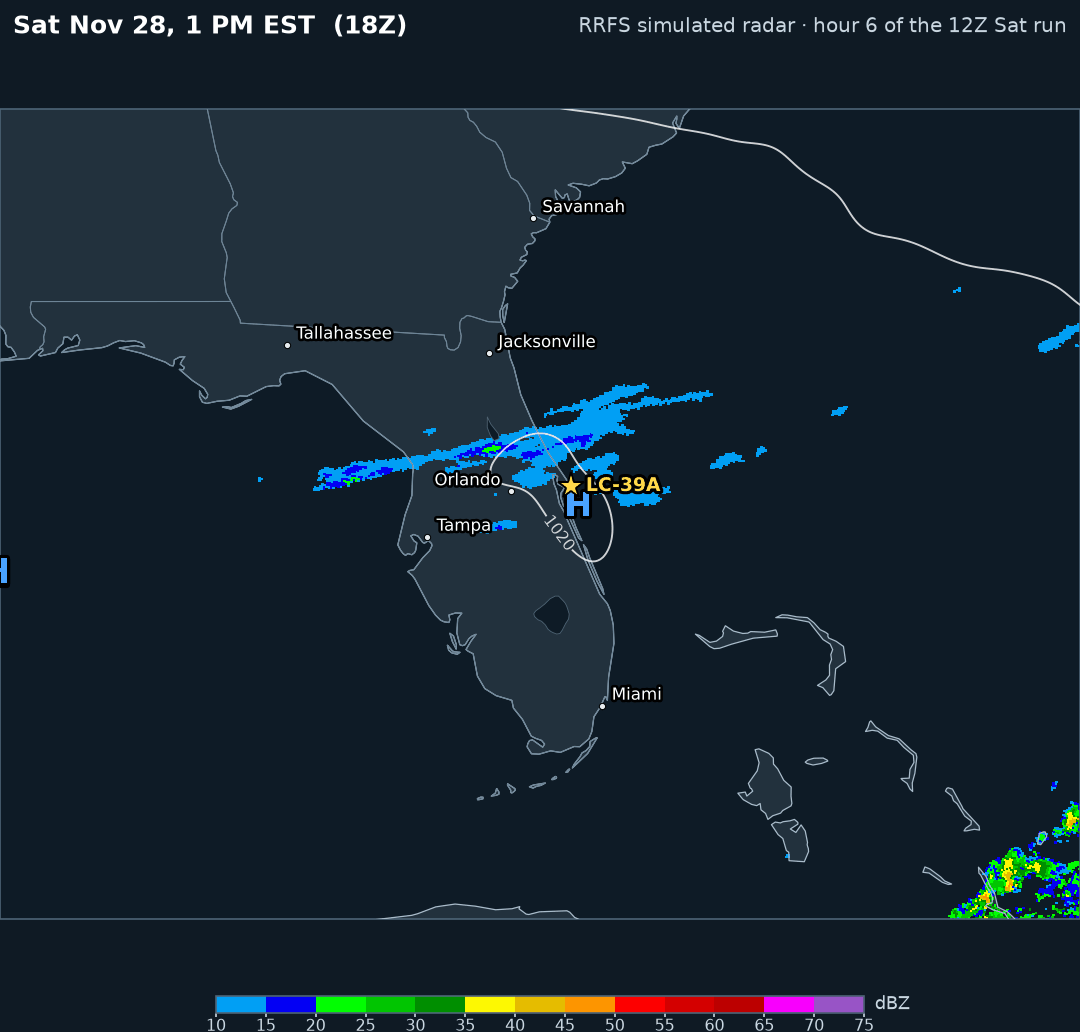 Sat Nov 28, 1 PM EST (18Z)
RRFS simulated radar · hour 6 of the 12Z Sat run
Savannah
Tallahassee
Jacksonville
Orlando
LC-39A
H
Tampa
1020
H
Miami
dBZ
10 15 20 25 30 35 40 45 50 55 60 65 70 75